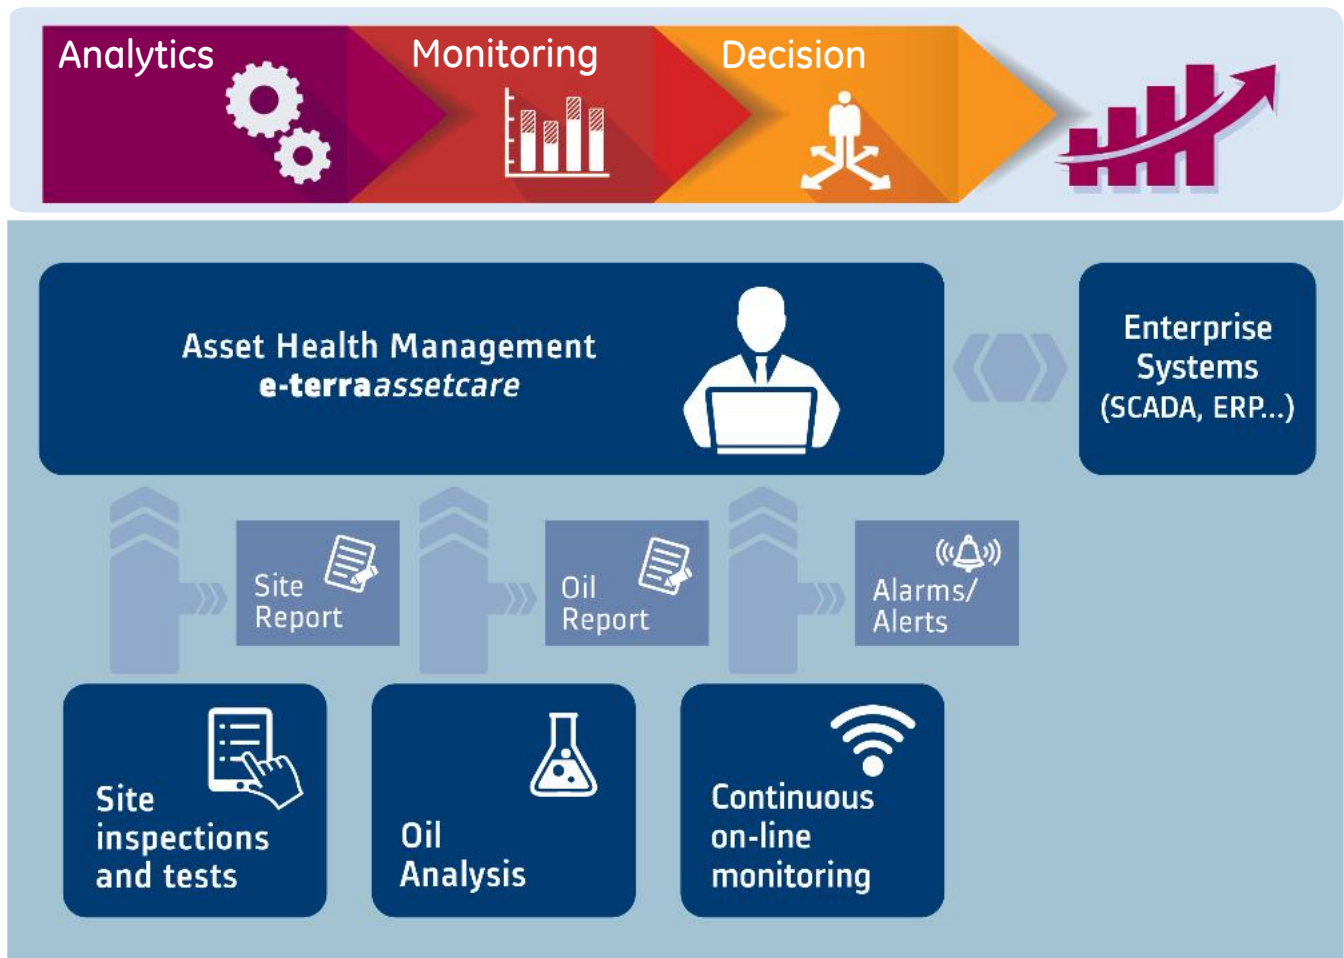 Analytics
Monitoring
Decision
Asset Health Management
e-terraassetcare
Enterprise
Systems
(SCADA, ERP...)
Site
Report
Oil
Report
Alarms/
Alerts
Site
inspections
and tests
Oil
Analysis
Continuous
on-line
monitoring